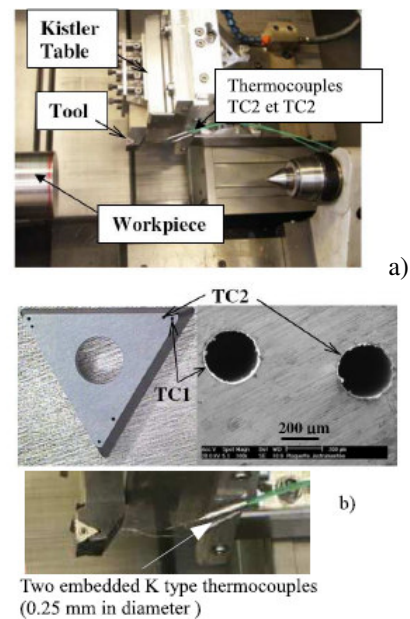 Kistler
Table
Thermocouples
TC2 et TC2
Tool
Workpiece
a)
TC2
TC1
200 μm
b)
Two embedded K type thermocouples
(0.25 mm in diameter )